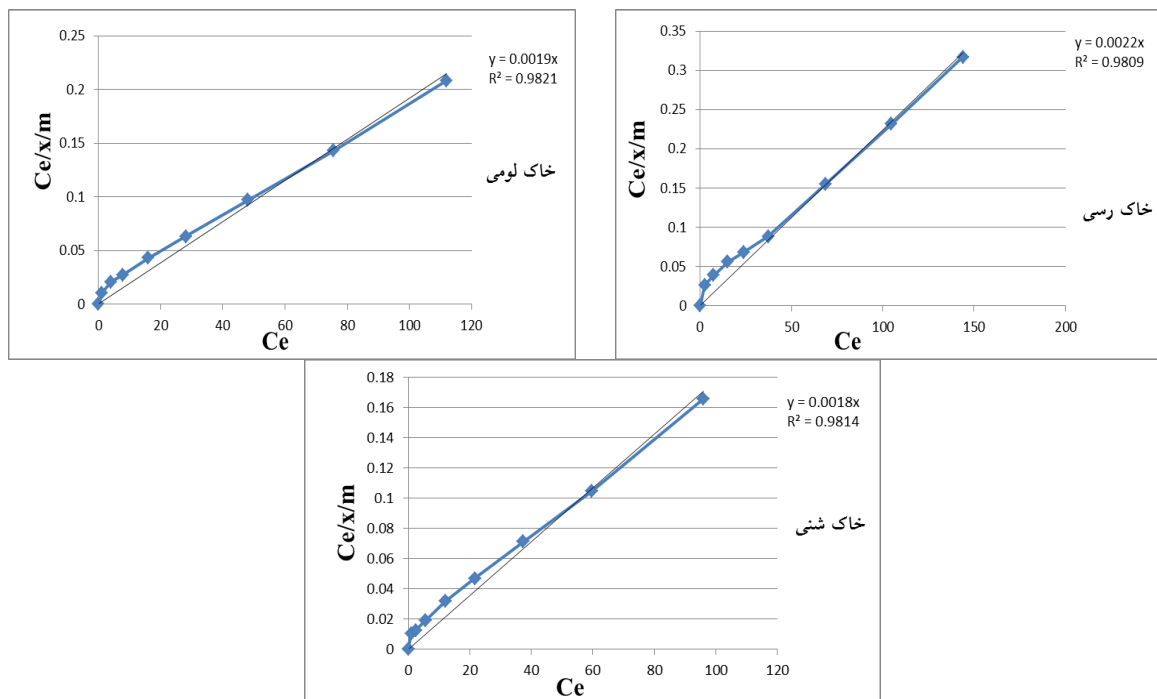 0.25
0.2
0.15
0.1
0.05
0
0 20 40 60 80 100 120
Ce/x/m
Ce
y = 0.0019x
R² = 0.9821
خاک لومی
0.35
0.3
0.25
0.2
0.15
0.1
0.05
0
0 50 100 150 200
Ce/x/m
Ce
y = 0.0022x
R² = 0.9809
خاک رسی
0.18
0.16
0.14
0.12
0.1
0.08
0.06
0.04
0.02
0
0 20 40 60 80 100 120
Ce/x/m
Ce
y = 0.0018x
R² = 0.9814
خاک شنی